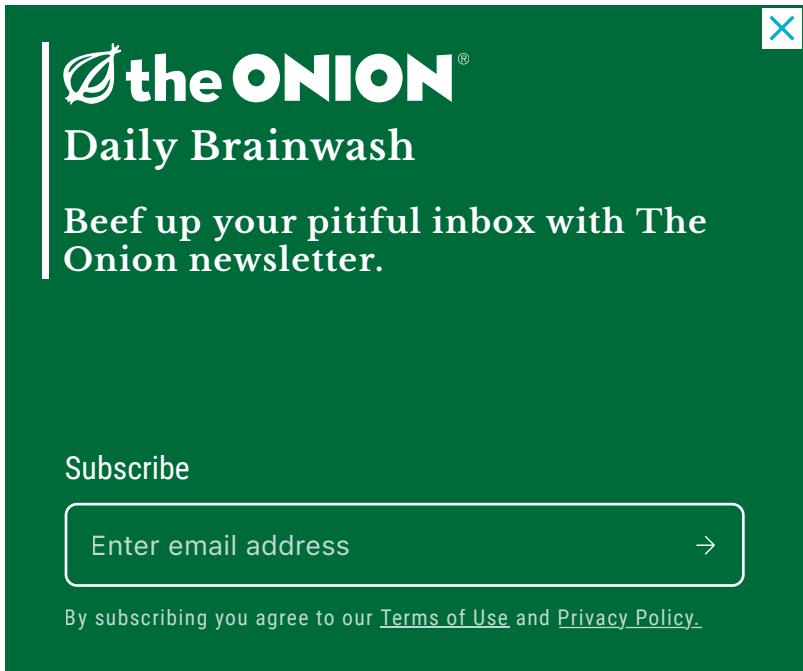 the ONION®
Daily Brainwash
Beef up your pitiful inbox with The
Onion newsletter.
Subscribe
Enter email address
By subscribing you agree to our Terms of Use and Privacy Policy.